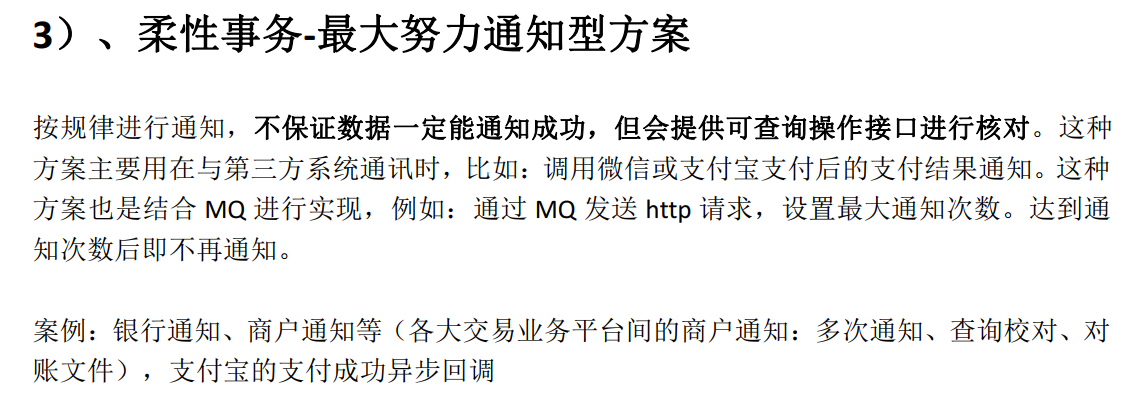 3）、柔性事务-最大努力通知型方案
按规律进行通知，不保证数据一定能通知成功，但会提供可查询操作接口进行核对。这种
方案主要用在与第三方系统通讯时，比如：调用微信或支付宝支付后的支付结果通知。这种
方案也是结合 MQ 进行实现，例如：通过 MQ 发送 http 请求，设置最大通知次数。达到通
知次数后即不再通知。
案例：银行通知、商户通知等（各大交易业务平台间的商户通知：多次通知、查询校对、对
账文件），支付宝的支付成功异步回调